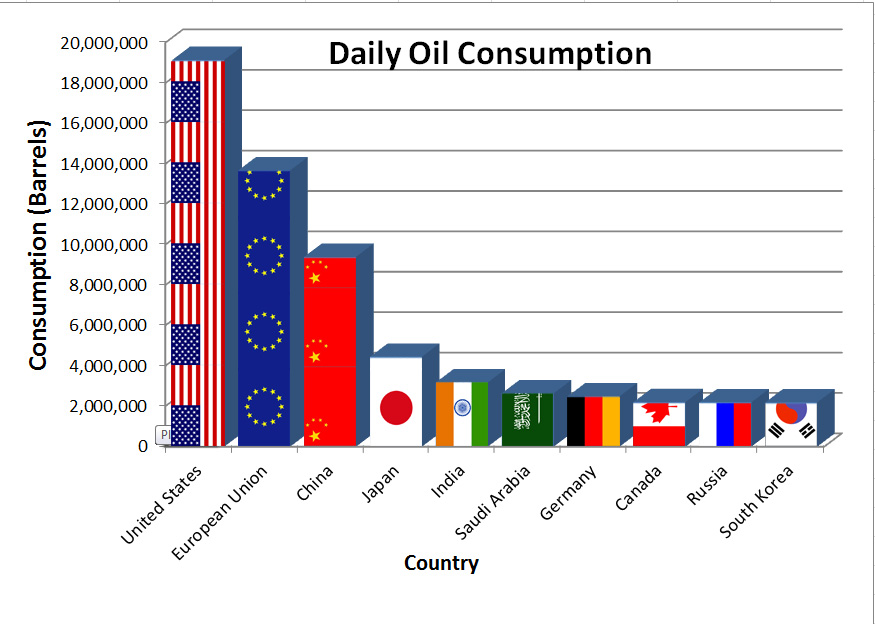 Daily Oil Consumption
Consumption (Barrels)
20,000,000
18,000,000
16,000,000
14,000,000
12,000,000
10,000,000
8,000,000
6,000,000
4,000,000
2,000,000
0
Pl
United States
European Union
China
Japan
India
Saudi Arabia
Germany
Canada
Russia
South Korea
Country